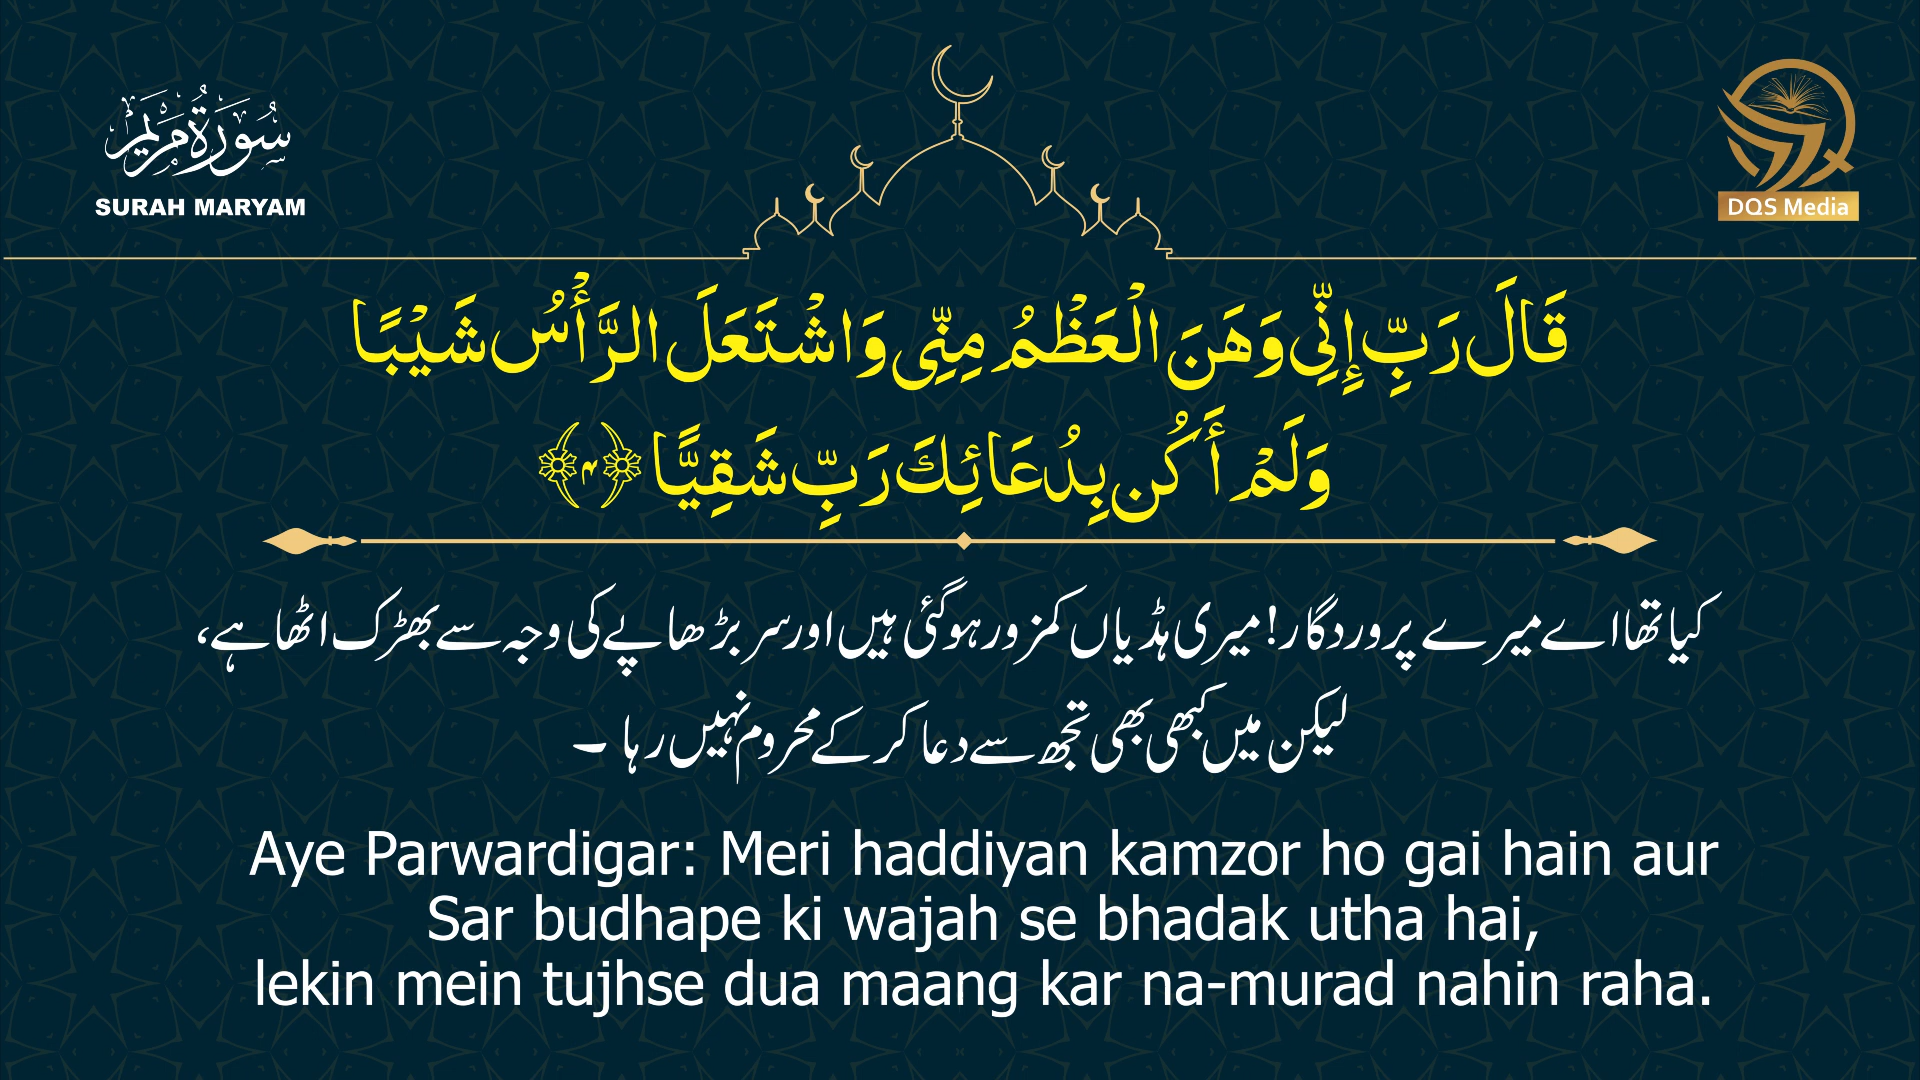 سُورَةُ مَرْيَم
SURAH MARYAM
DQS Media
قَالَ رَبِّ إِنِّى وَهَنَ الْعَظْمُ مِنِّى وَاشْتَعَلَ الرَّأْسُ شَيْبًا
وَلَمْ أَكُن بِدُعَائِكَ رَبِّ شَقِيًّا ﴿۴﴾
کیا تھا اے میرے پروردگار! میری ہڈیاں کمزور ہوگئی ہیں اور سر بڑھاپے کی وجہ سے بھڑک اٹھا ہے،
لیکن میں کبھی بھی تجھ سے دعا کر کے محروم نہیں رہا ۔
Aye Parwardigar: Meri haddiyan kamzor ho gai hain aur
Sar budhape ki wajah se bhadak utha hai,
lekin mein tujhse dua maang kar na-murad nahin raha.